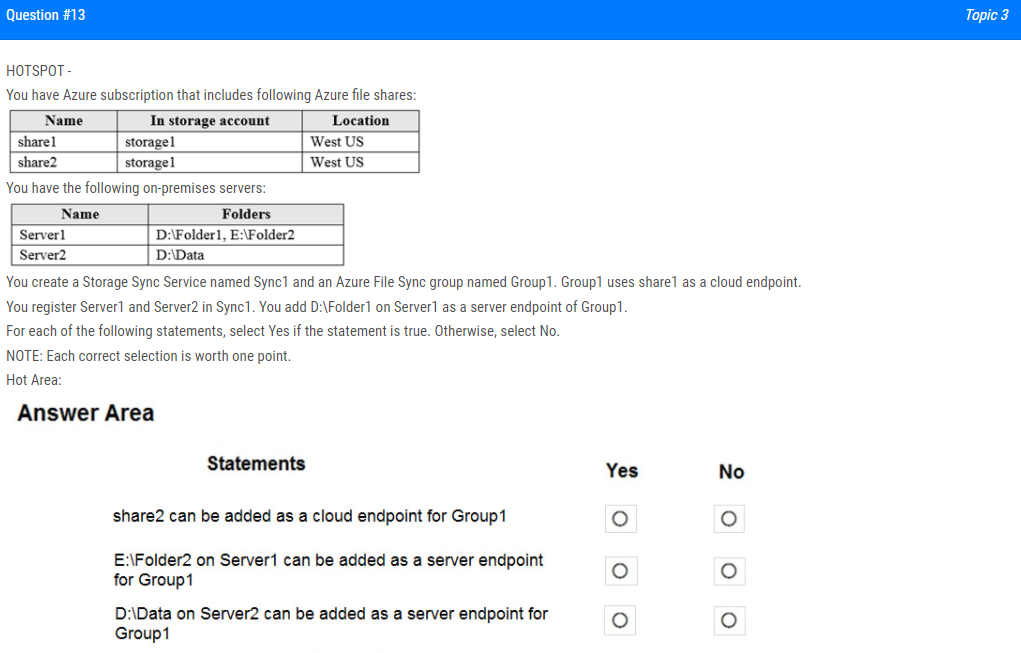 Question #13 Topic 3
HOTSPOT -
You have Azure subscription that includes following Azure file shares:
Name In storage account Location
share1 storage1 West US
share2 storage1 West US
You have the following on-premises servers:
Name Folders
Server1 D:\Folder1, E:\Folder2
Server2 D:\Data
You create a Storage Sync Service named Sync1 and an Azure File Sync group named Group1. Group1 uses share1 as a cloud endpoint.
You register Server1 and Server2 in Sync1. You add D:\Folder1 on Server1 as a server endpoint of Group1.
For each of the following statements, select Yes if the statement is true. Otherwise, select No.
NOTE: Each correct selection is worth one point.
Hot Area:
Answer Area
Statements Yes No
share2 can be added as a cloud endpoint for Group1
E:\Folder2 on Server1 can be added as a server endpoint
for Group1
D:\Data on Server2 can be added as a server endpoint for
Group1